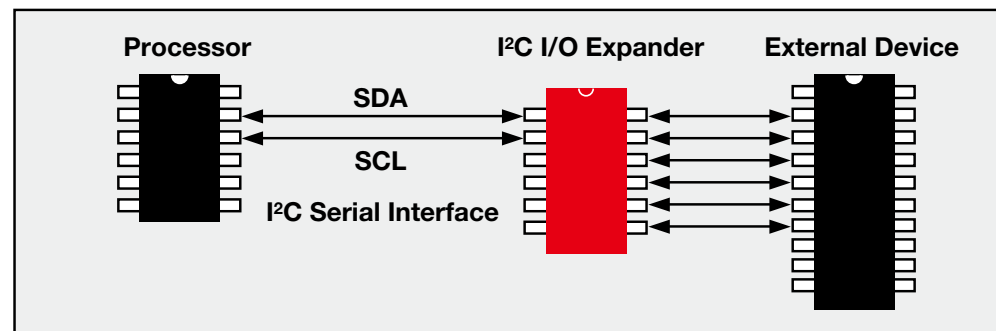 Processor
I²C I/O Expander
External Device
SDA
SCL
I²C Serial Interface